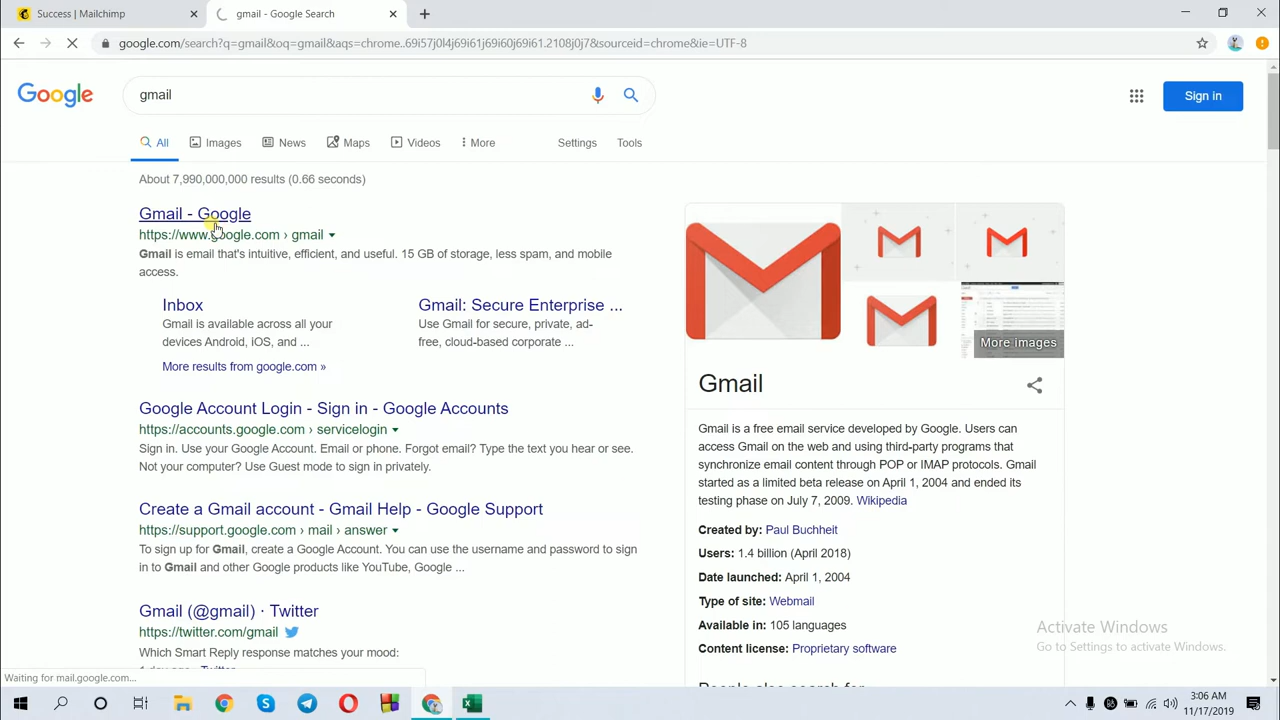 Success | Mailchimp
gmail - Google Search
google.com/search?q=gmail&oq=gmail&aqs=chrome..69i57j0l4j69i61j69i60j69i61.2108j0j7&sourceid=chrome&ie=UTF-8
Google
gmail
Sign in
All
Images
News
Maps
Videos
More
Settings
Tools
About 7,990,000,000 results (0.66 seconds)
Gmail - Google
https://www.google.com › gmail
Gmail is email that's intuitive, efficient, and useful. 15 GB of storage, less spam, and mobile
access.
Inbox
Gmail is available across all your
devices Android, iOS, and ...
Gmail: Secure Enterprise ...
Use Gmail for secure, private, ad-
free, cloud-based corporate ...
More results from google.com »
Google Account Login - Sign in - Google Accounts
https://accounts.google.com › servicelogin
Sign in. Use your Google Account. Email or phone. Forgot email? Type the text you hear or see.
Not your computer? Use Guest mode to sign in privately.
Create a Gmail account - Gmail Help - Google Support
https://support.google.com › mail › answer
To sign up for Gmail, create a Google Account. You can use the username and password to sign
in to Gmail and other Google products like YouTube, Google ...
Gmail (@gmail) · Twitter
https://twitter.com/gmail
Which Smart Reply response matches your mood:
1 day ago · Twitter
More images
Gmail
Gmail is a free email service developed by Google. Users can
access Gmail on the web and using third-party programs that
synchronize email content through POP or IMAP protocols. Gmail
started as a limited beta release on April 1, 2004 and ended its
testing phase on July 7, 2009. Wikipedia
Created by: Paul Buchheit
Users: 1.4 billion (April 2018)
Date launched: April 1, 2004
Type of site: Webmail
Available in: 105 languages
Content license: Proprietary software
People also search for
Activate Windows
Go to Settings to activate Windows.
Waiting for mail.google.com...
3:06 AM
11/17/2019